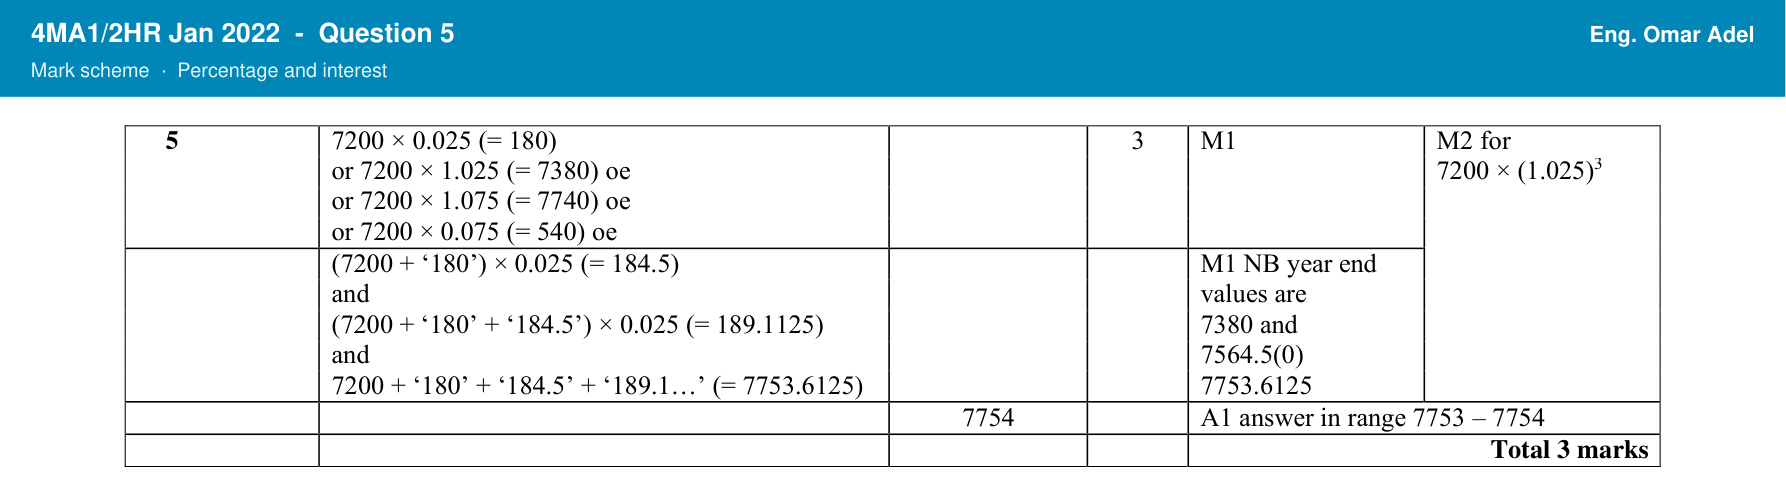 4MA1/2HR Jan 2022 - Question 5
Eng. Omar Adel
Mark scheme · Percentage and interest
5
7200 × 0.025 (= 180)
or 7200 × 1.025 (= 7380) oe
or 7200 × 1.075 (= 7740) oe
or 7200 × 0.075 (= 540) oe
3
M1
M2 for
7200 × (1.025)³
(7200 + ‘180’) × 0.025 (= 184.5)
and
(7200 + ‘180’ + ‘184.5’) × 0.025 (= 189.1125)
and
7200 + ‘180’ + ‘184.5’ + ‘189.1…’ (= 7753.6125)
M1 NB year end
values are
7380 and
7564.5(0)
7753.6125
7754
A1 answer in range 7753 – 7754
Total 3 marks